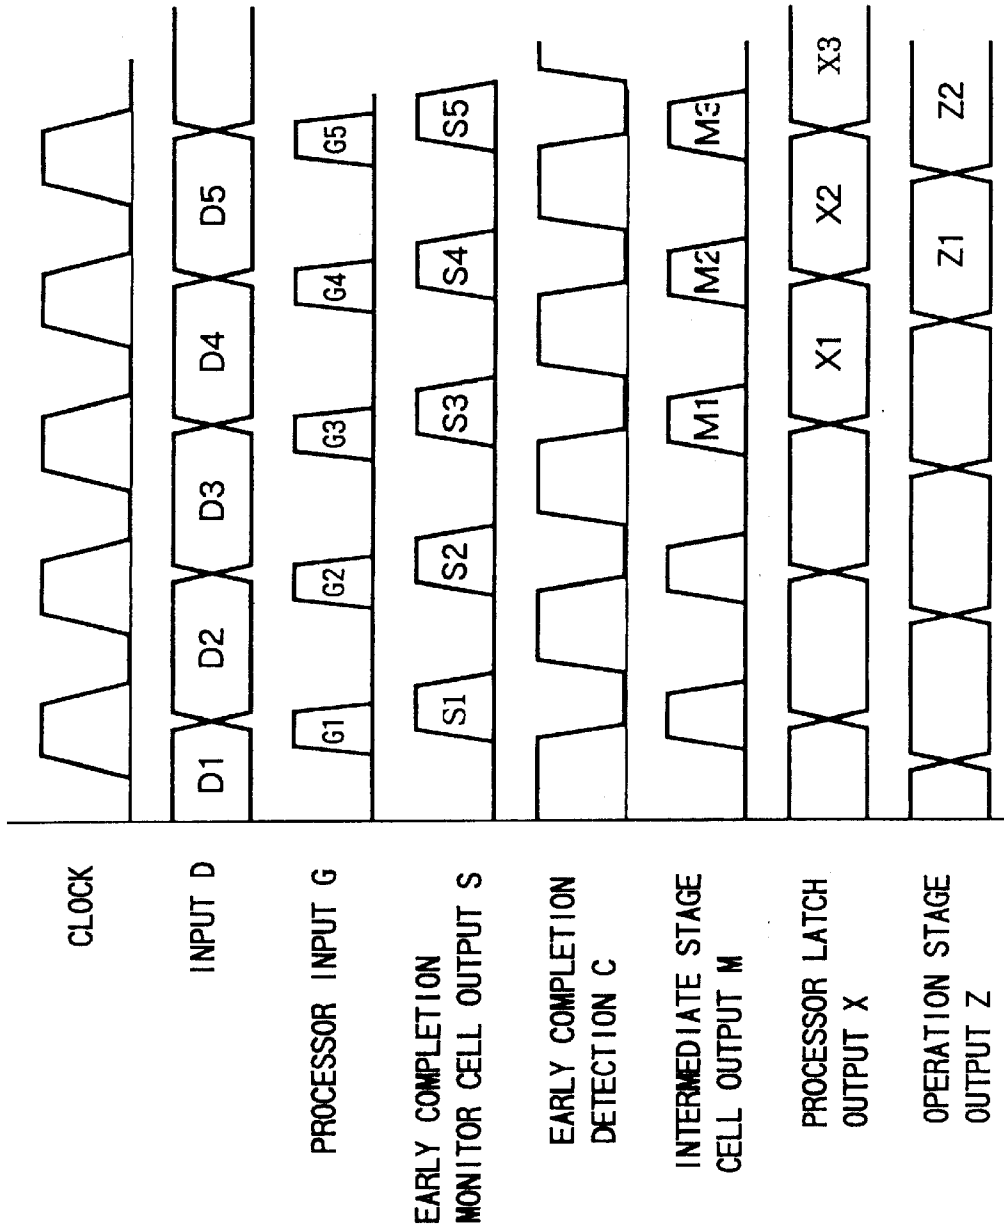 CLOCK
INPUT D
D1 D2 D3 D4 D5
PROCESSOR INPUT G
G1 G2 G3 G4 G5
EARLY COMPLETION
MONITOR CELL OUTPUT S
S1 S2 S3 S4 S5
EARLY COMPLETION
DETECTION C
INTERMEDIATE STAGE
CELL OUTPUT M
M1 M2 M3
PROCESSOR LATCH
OUTPUT X
X1 X2 X3
OPERATION STAGE
OUTPUT Z
Z1 Z2